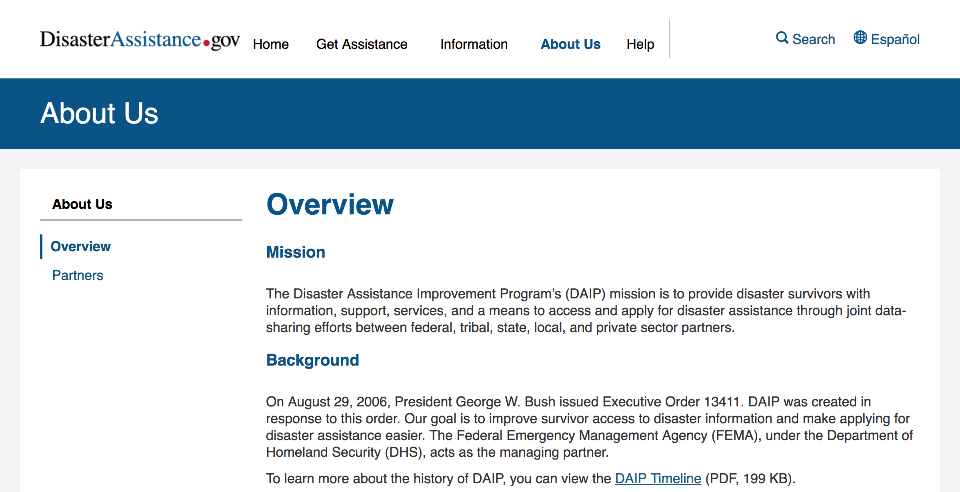 DisasterAssistance.gov Home Get Assistance Information About Us Help Search Español
About Us
About Us
Overview
Partners
Overview
Mission
The Disaster Assistance Improvement Program's (DAIP) mission is to provide disaster survivors with
information, support, services, and a means to access and apply for disaster assistance through joint data-
sharing efforts between federal, tribal, state, local, and private sector partners.
Background
On August 29, 2006, President George W. Bush issued Executive Order 13411. DAIP was created in
response to this order. Our goal is to improve survivor access to disaster information and make applying for
disaster assistance easier. The Federal Emergency Management Agency (FEMA), under the Department of
Homeland Security (DHS), acts as the managing partner.
To learn more about the history of DAIP, you can view the DAIP Timeline (PDF, 199 KB).